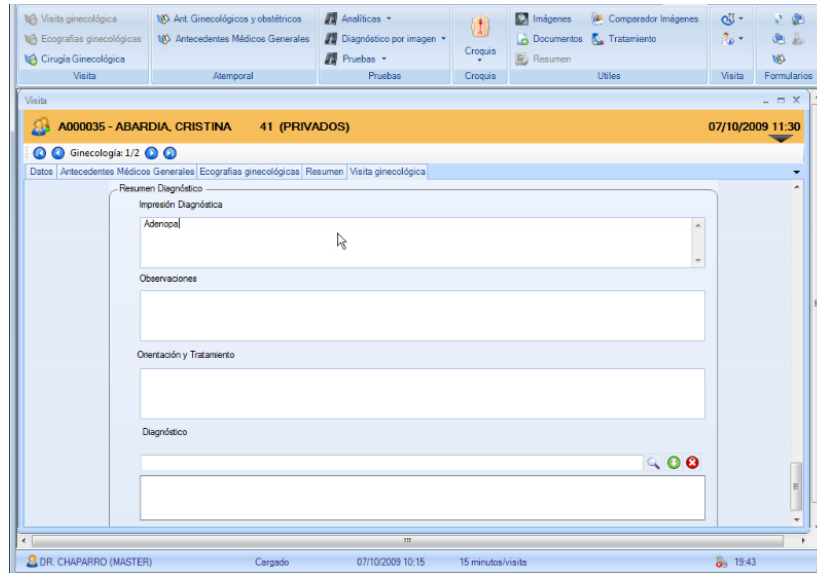 Visita ginecológica
Ecografias ginecológicas
Cirugía Ginecológica
Visita
Ant. Ginecológicos y obstétricos
Antecedentes Médicos Generales
Atemporal
Analíticas
Diagnóstico por imagen
Pruebas
Pruebas
Croquis
Croquis
Imágenes
Comparador Imágenes
Documentos
Tratamiento
Resumen
Utiles
Visita
Formularios
Visita
A000035 - ABARDIA, CRISTINA 41 (PRIVADOS) 07/10/2009 11:30
Ginecología: 1/2
Datos Antecedentes Médicos Generales Ecografias ginecológicas Resumen Visita ginecológica
Resumen Diagnóstico
Impresión Diagnóstica
Adenopa
Observaciones
Orientación y Tratamiento
Diagnóstico
DR. CHAPARRO (MASTER) Cargado 07/10/2009 10:15 15 minutos/visita 19:43